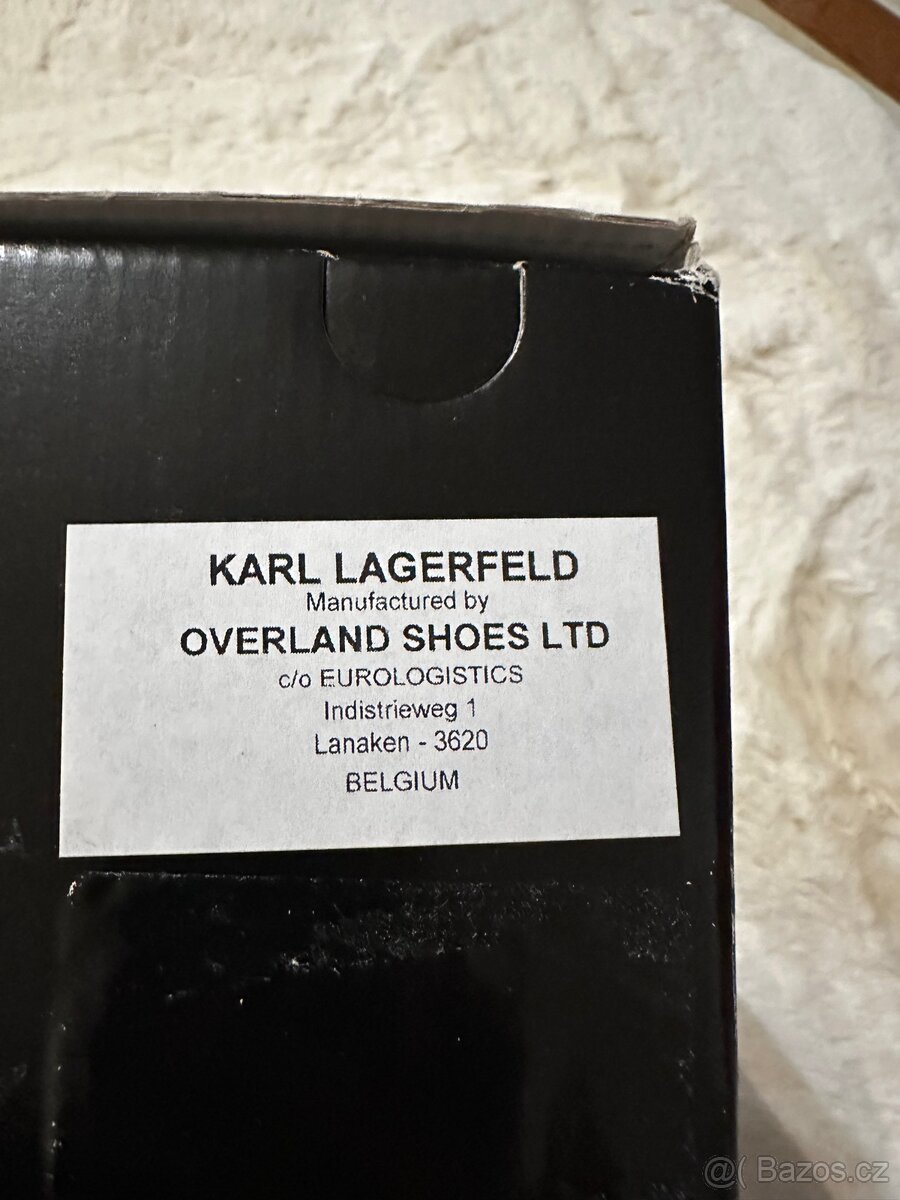 KARL LAGERFELD
Manufactured by
OVERLAND SHOES LTD
c/o EUROLOGISTICS
Indistrieweg 1
Lanaken - 3620
BELGIUM
@( Bazos.cz